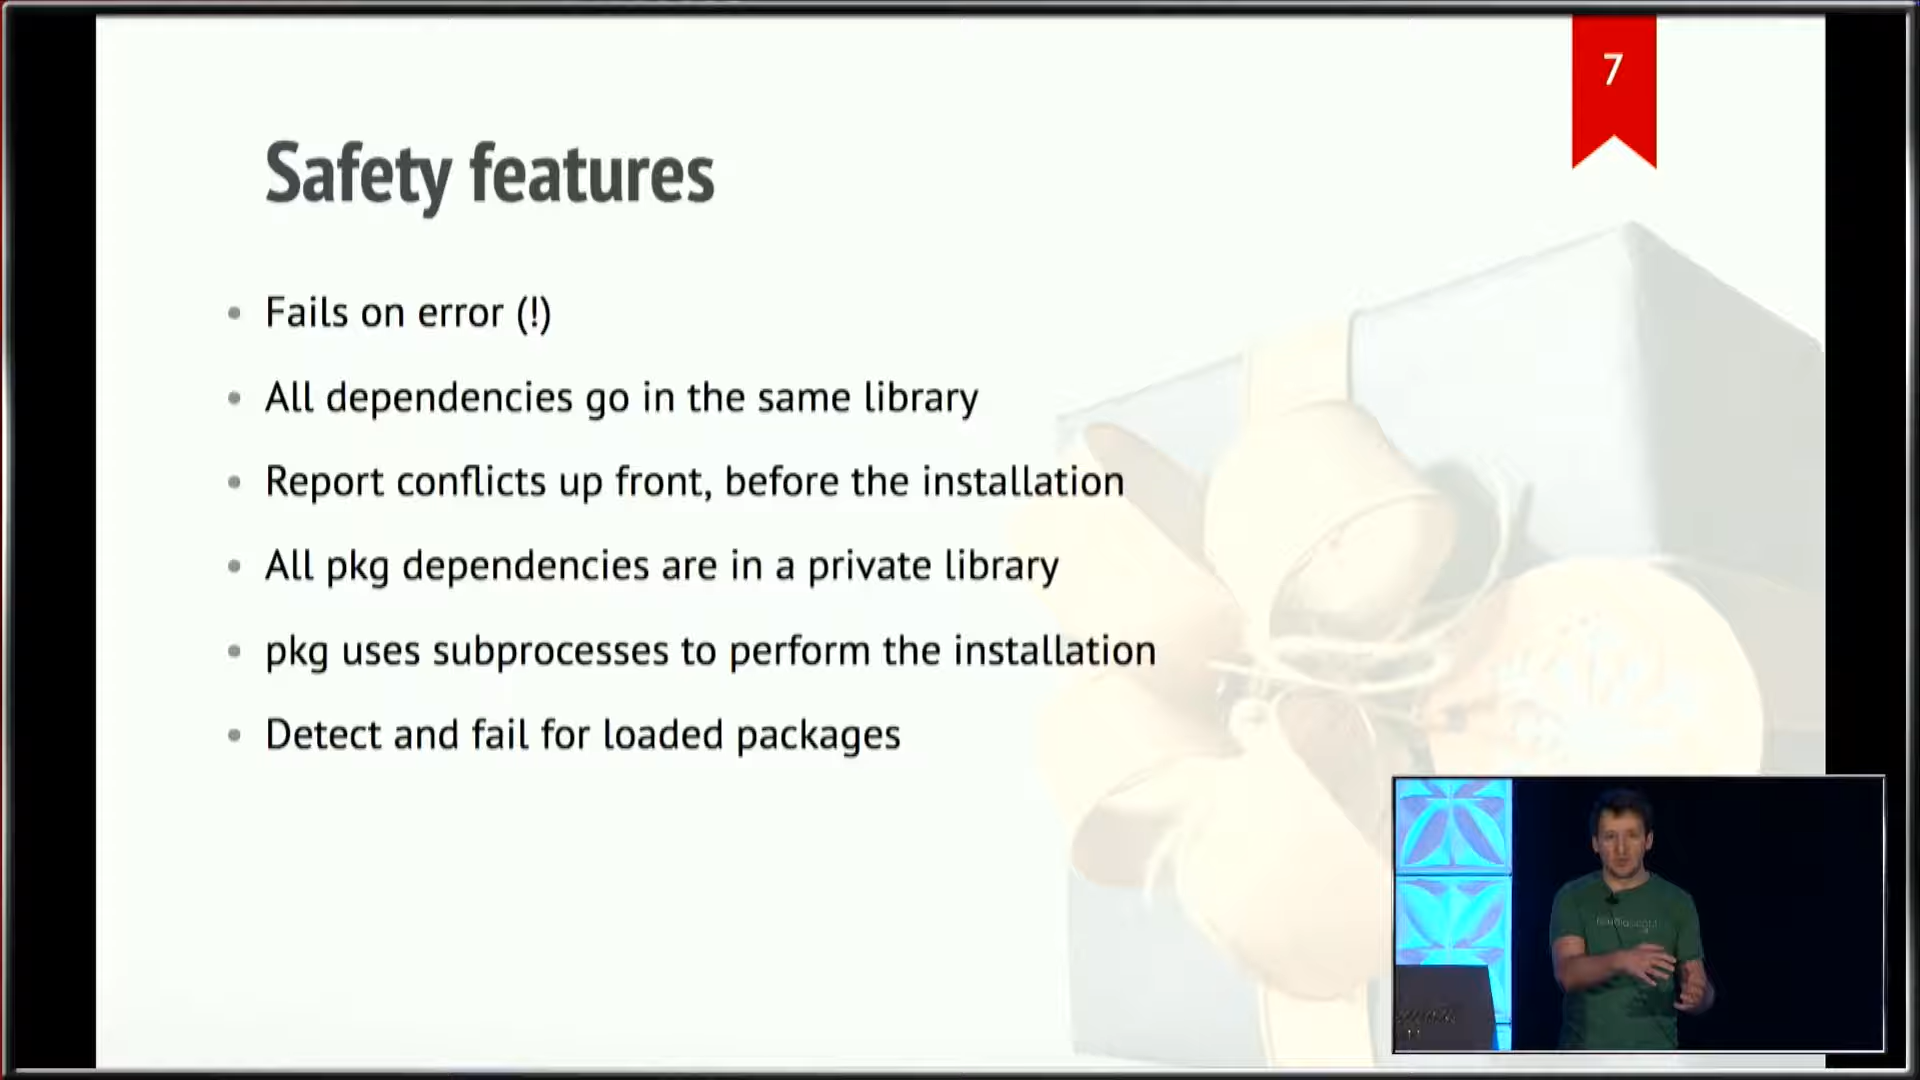 7
Safety features
• Fails on error (!)
• All dependencies go in the same library
• Report conflicts up front, before the installation
• All pkg dependencies are in a private library
• pkg uses subprocesses to perform the installation
• Detect and fail for loaded packages